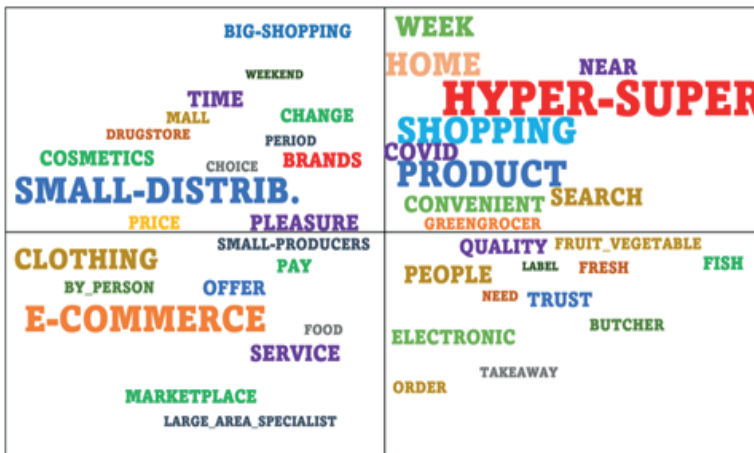 BIG-SHOPPING
WEEKEND
TIME
MALL
CHANGE
DRUGSTORE
PERIOD
COSMETICS
CHOICE
BRANDS
SMALL-DISTRIB.
PRICE
PLEASURE
WEEK
HOME
NEAR
HYPER-SUPER
SHOPPING
COVID
PRODUCT
SEARCH
CONVENIENT
GREENGROCER
SMALL-PRODUCERS
CLOTHING
PAY
BY_PERSON
OFFER
E-COMMERCE
FOOD
SERVICE
MARKETPLACE
LARGE_AREA_SPECIALIST
QUALITY
FRUIT_VEGETABLE
PEOPLE
LABEL
FRESH
FISH
NEED
TRUST
BUTCHER
ELECTRONIC
TAKEAWAY
ORDER